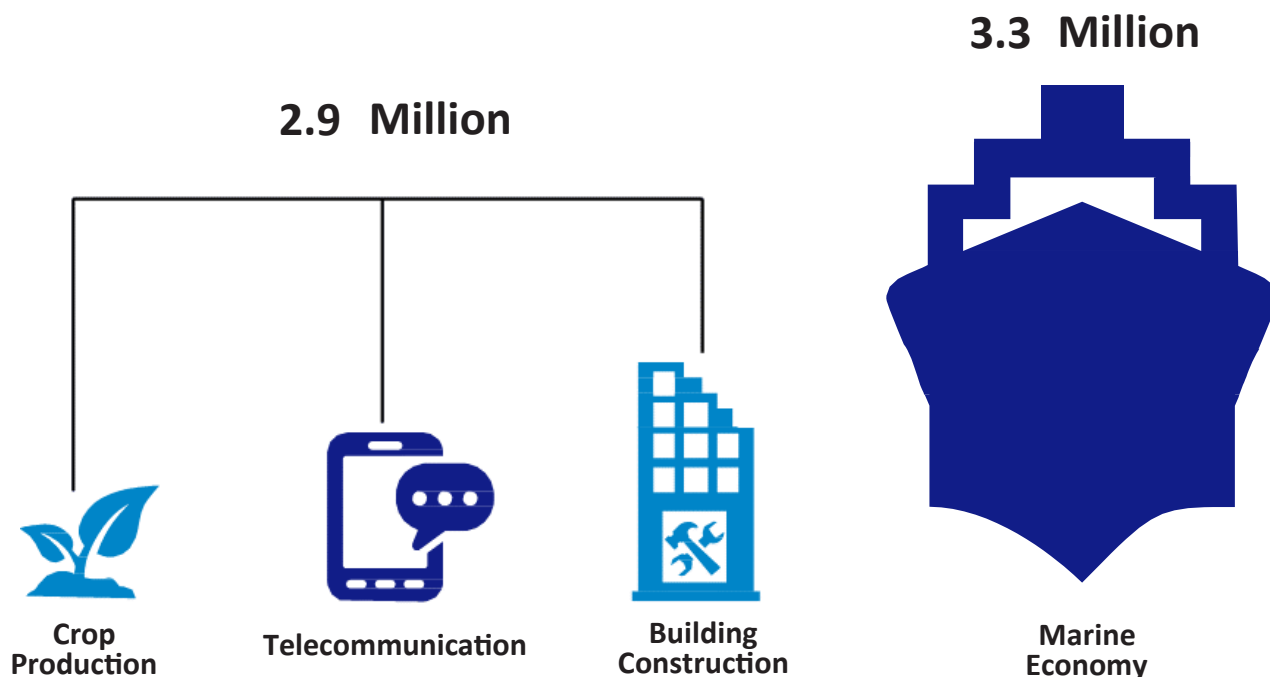 3.3 Million
2.9 Million
Crop
Production
Telecommunication
Building
Construction
Marine
Economy